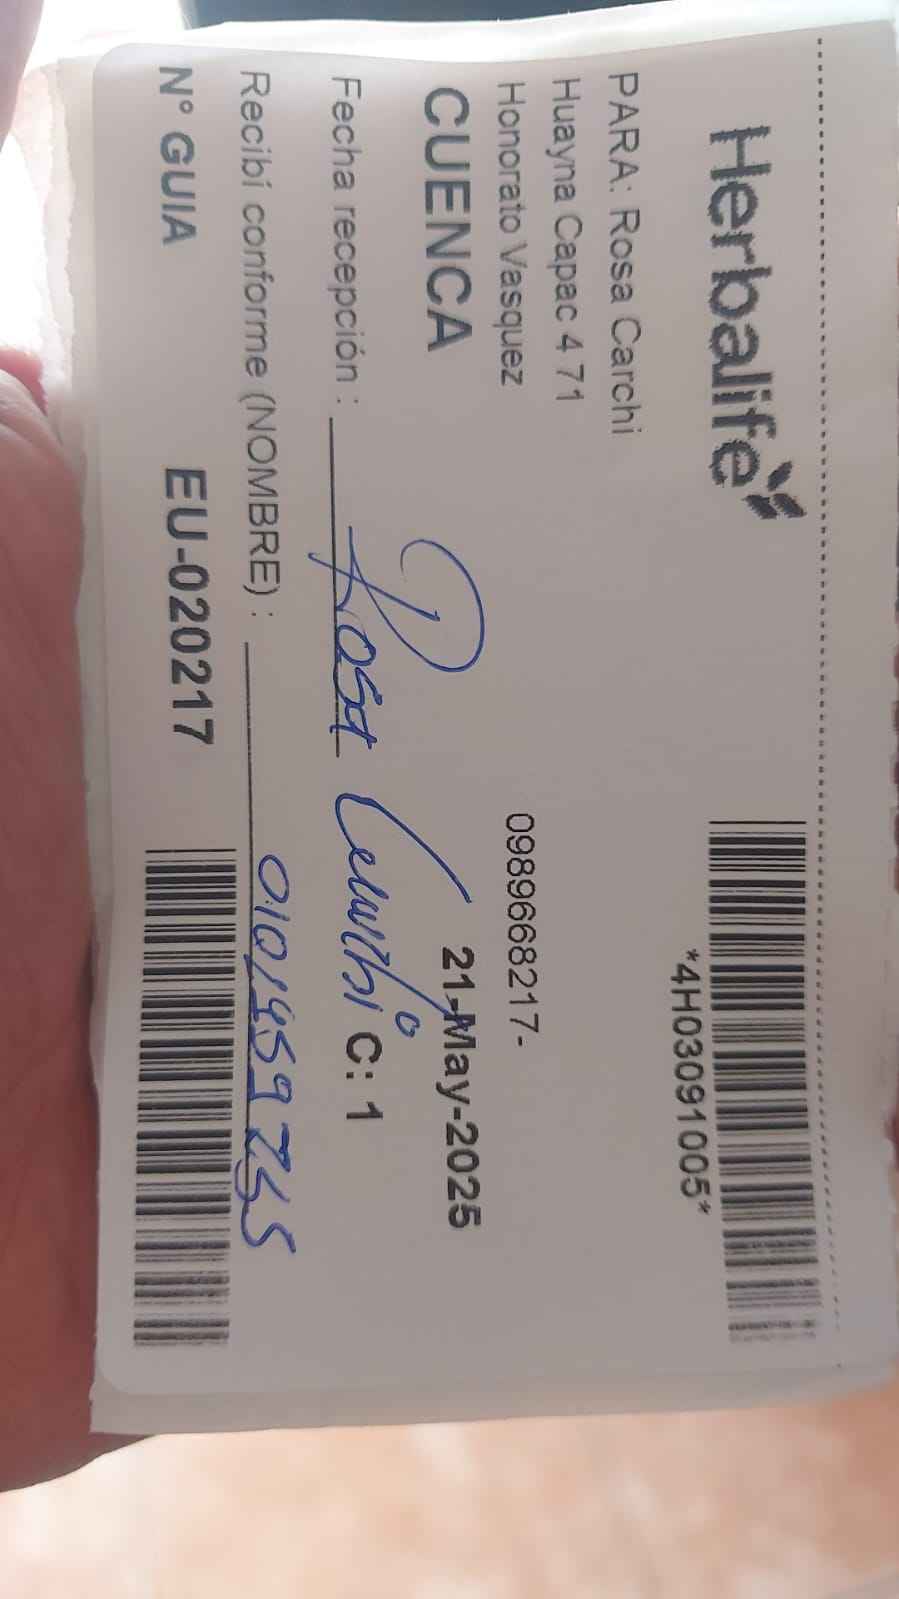 Herbalife
*4H03091005*
PARA: Rosa Carchi
Huayna Capac 4 71
Honorato Vasquez 0989668217-
CUENCA 21-May-2025
Fecha recepción : Rosa Carchi C: 1
Recibí conforme (NOMBRE) : 0101459745
N° GUIA EU-020217